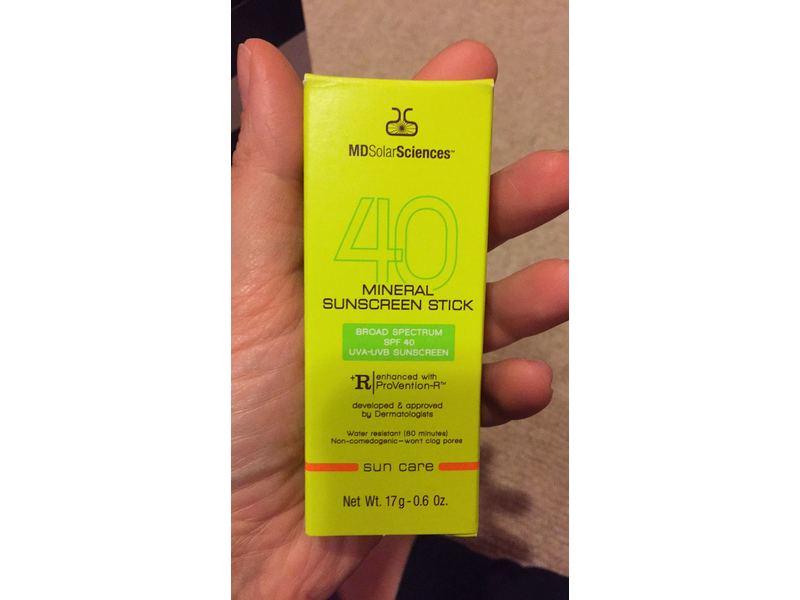 MDSolarSciences™
40
MINERAL
SUNSCREEN STICK
BROAD SPECTRUM
SPF 40
UVA-UVB SUNSCREEN
+R enhanced with
ProVention-R™
developed & approved
by Dermatologists
Water resistant (80 minutes)
Non-comedogenic—won't clog pores
sun care
Net Wt. 17g - 0.6 Oz.